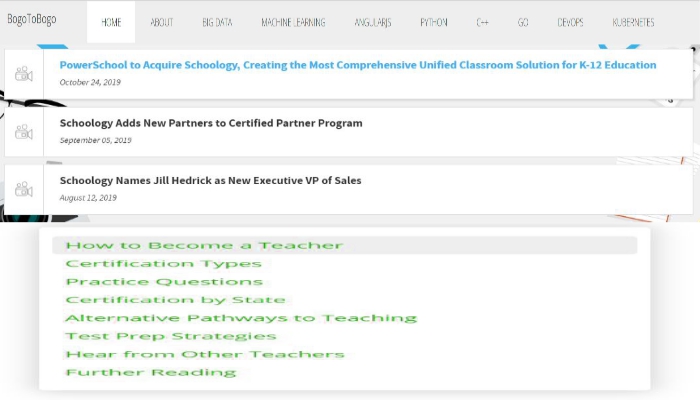 BogoToBogo HOME ABOUT BIG DATA MACHINE LEARNING ANGULARJS PYTHON C++ GO DEVOPS KUBERNETES
PowerSchool to Acquire Schoology, Creating the Most Comprehensive Unified Classroom Solution for K-12 Education
October 24, 2019
Schoology Adds New Partners to Certified Partner Program
September 05, 2019
Schoology Names Jill Hedrick as New Executive VP of Sales
August 12, 2019
How to Become a Teacher
Certification Types
Practice Questions
Certification by State
Alternative Pathways to Teaching
Test Prep Strategies
Hear from Other Teachers
Further Reading